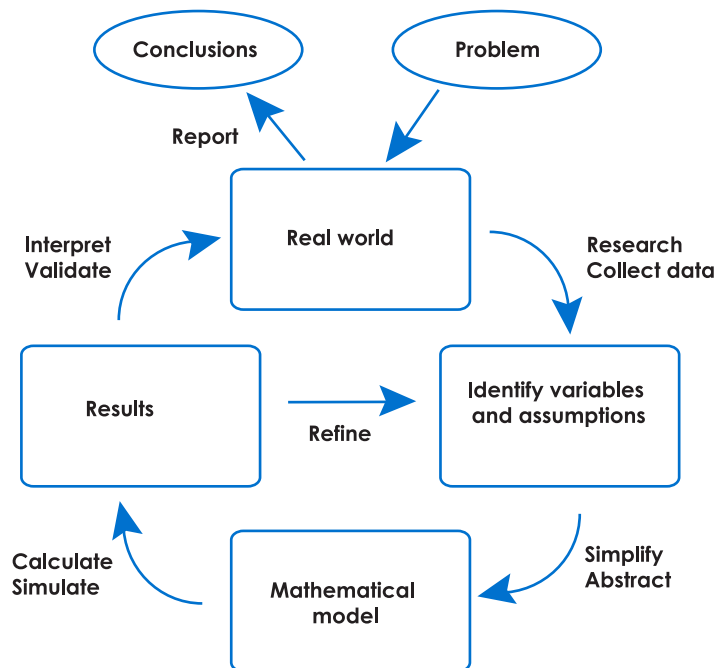 Conclusions
Problem
Report
Real world
Interpret
Validate
Research
Collect data
Results
Refine
Identify variables
and assumptions
Calculate
Simulate
Mathematical
model
Simplify
Abstract